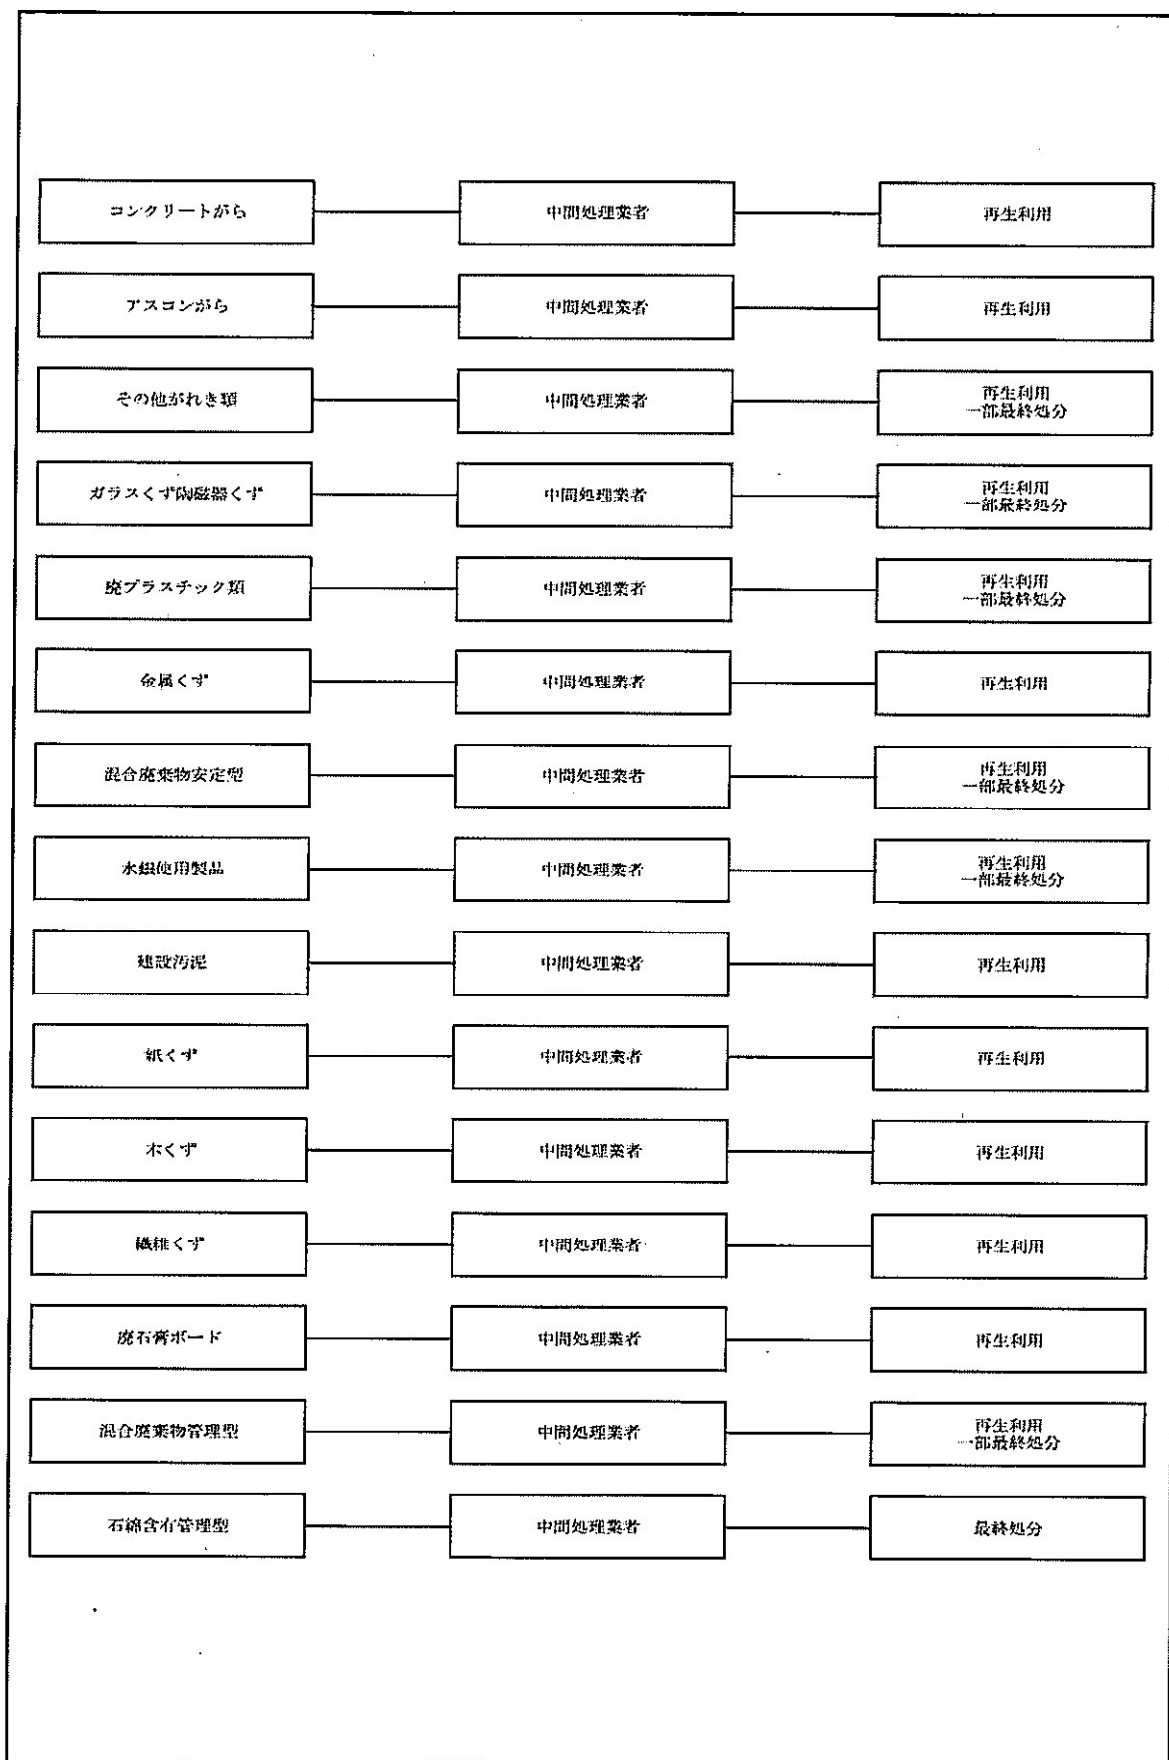 コンクリートがら
中間処理業者
再生利用
アスコンがら
中間処理業者
再生利用
その他がれき類
中間処理業者
再生利用
一部最終処分
ガラスくず陶磁器くず
中間処理業者
再生利用
一部最終処分
廃プラスチック類
中間処理業者
再生利用
一部最終処分
金属くず
中間処理業者
再生利用
混合廃棄物安定型
中間処理業者
再生利用
一部最終処分
水銀使用製品
中間処理業者
再生利用
一部最終処分
建設汚泥
中間処理業者
再生利用
紙くず
中間処理業者
再生利用
木くず
中間処理業者
再生利用
繊維くず
中間処理業者
再生利用
廃石膏ボード
中間処理業者
再生利用
混合廃棄物管理型
中間処理業者
再生利用
一部最終処分
石綿含有管理型
中間処理業者
最終処分